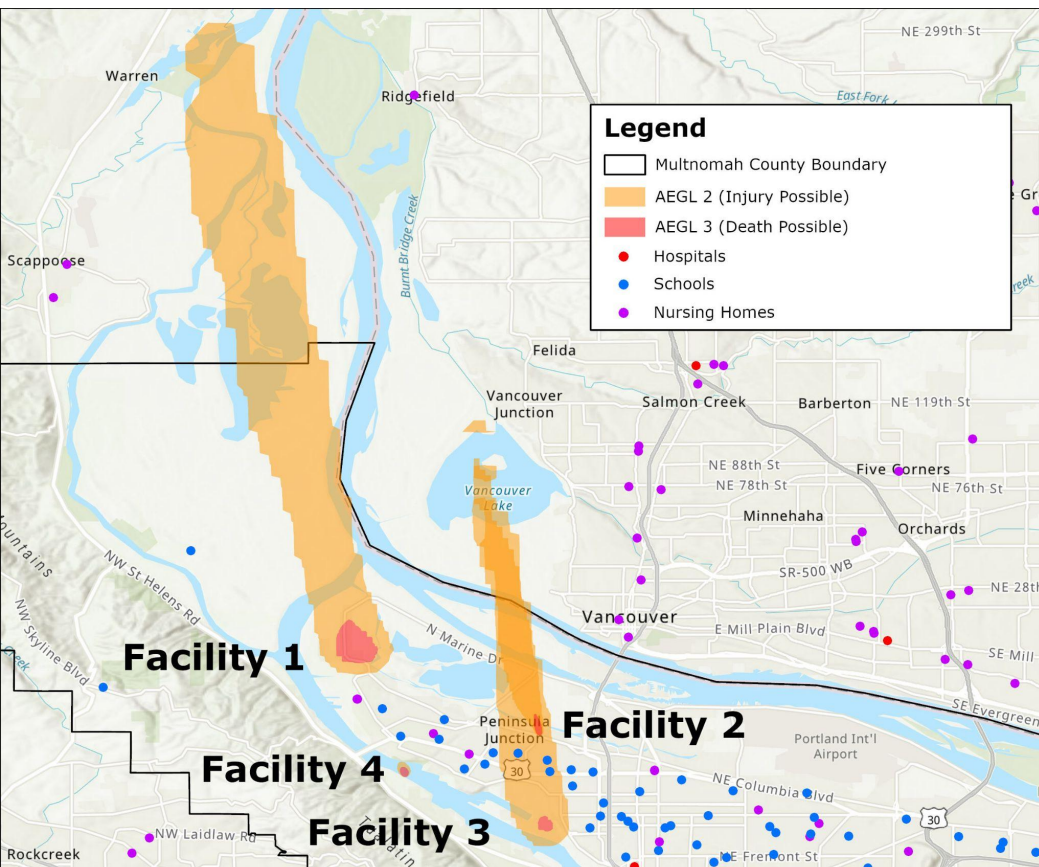 NE 299th St
Warren
Ridgefield
East Fork
Legend
Multnomah County Boundary
AEGL 2 (Injury Possible)
AEGL 3 (Death Possible)
Hospitals
Schools
Nursing Homes
e Gr
Burnt Bridge Creek
Scappoose
reek
Felida
Vancouver
Junction
Salmon Creek
Barberton
NE 119th St
NE 88th St
NE 78th St
Five Corners
NE 76th St
Vancouver
Lake
Minnehaha
Orchards
ountains
NW St Helens Rd
SR-500 WB
NE 28th
NW Skyline Blvd
Vancouver
E Mill Plain Blvd
N Marine Dr
SE Mill
Creek
Facility 1
SE Evergreen
Peninsula
Junction
Facility 2
Portland Int'l
Airport
Facility 4
30
NE Columbia Blvd
30
Facility 3
Tualatin
NW Laidlaw Rd
Rockcreek
NE Fremont St